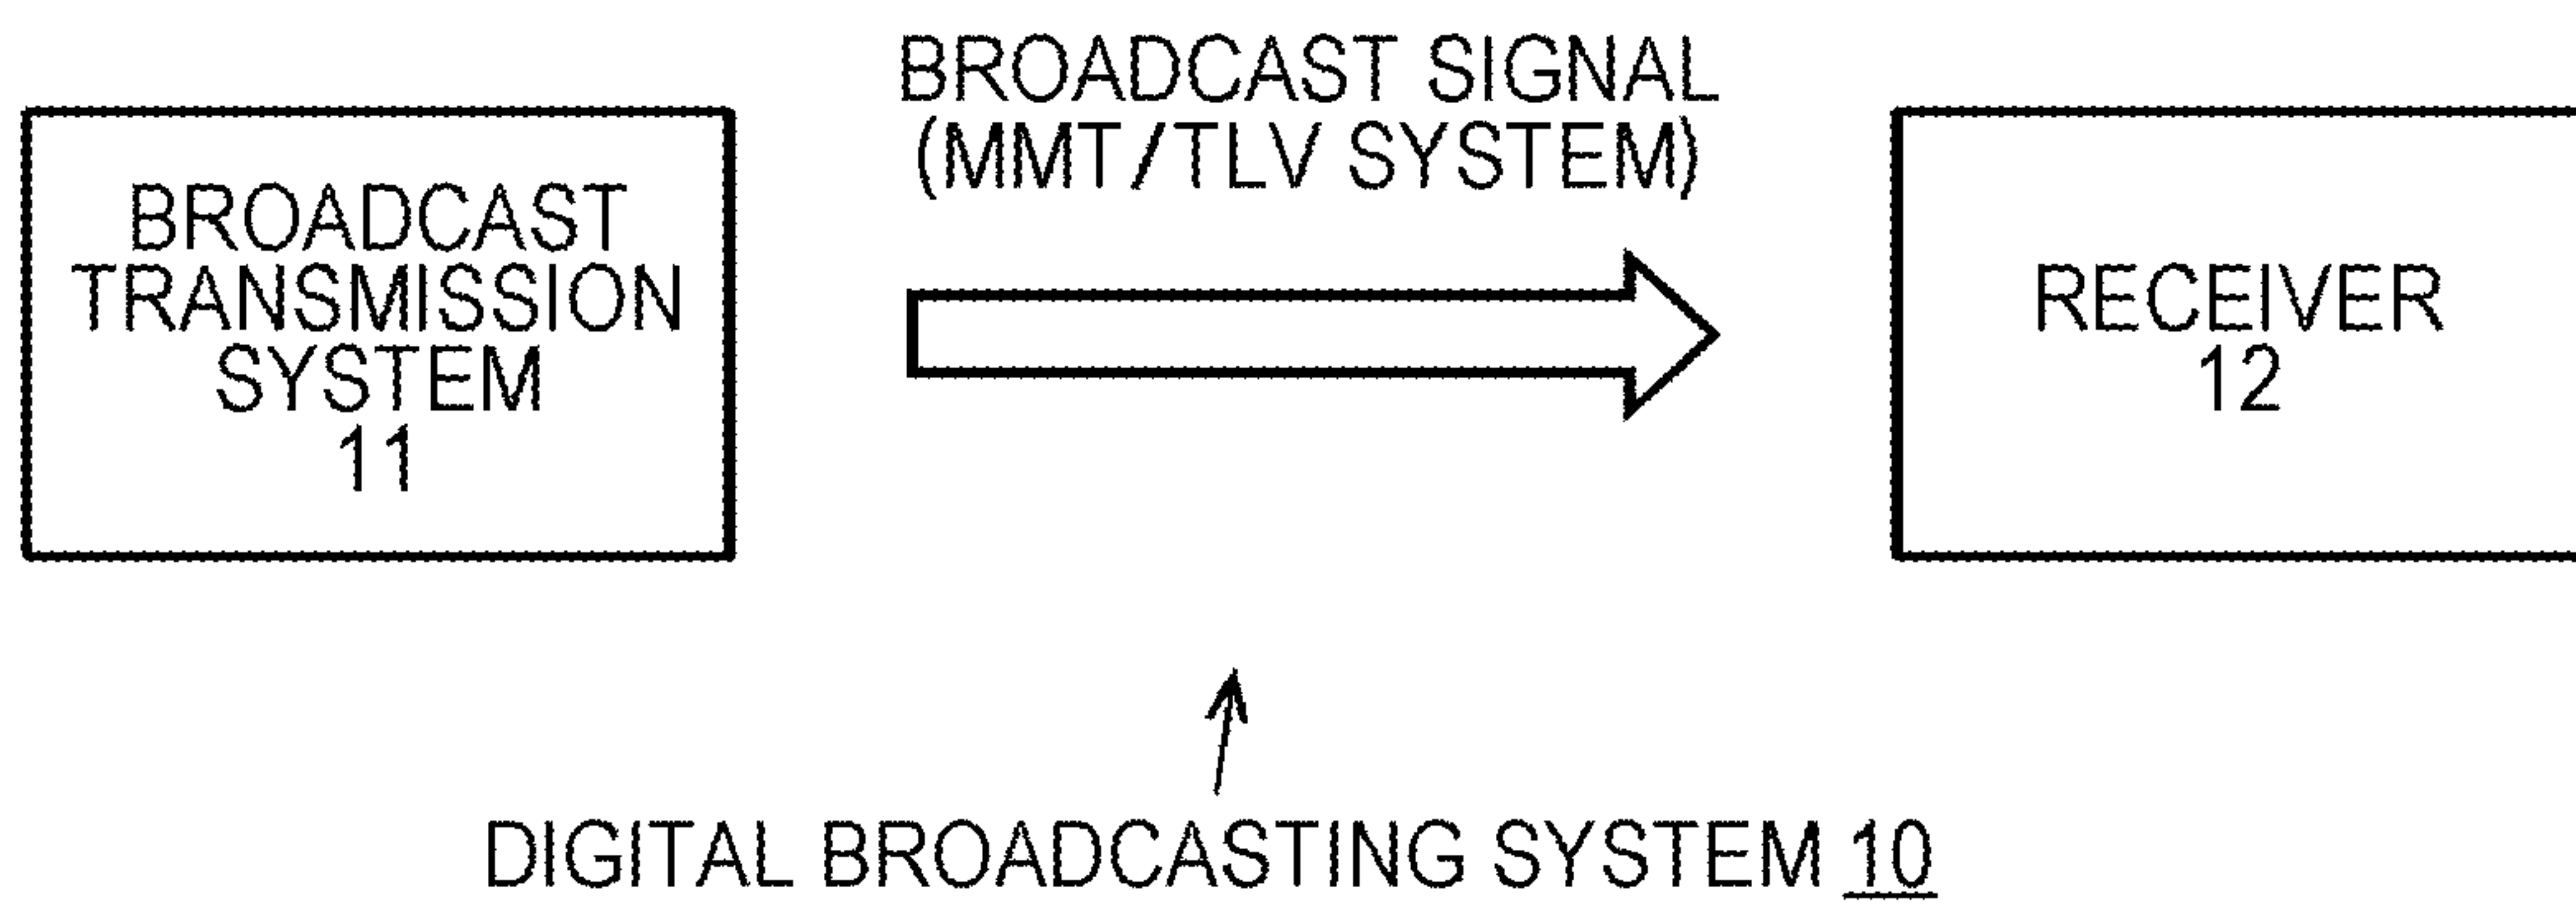 BROADCAST
TRANSMISSION
SYSTEM
11
BROADCAST SIGNAL
(MMT/TLV SYSTEM)
RECEIVER
12
DIGITAL BROADCASTING SYSTEM 10